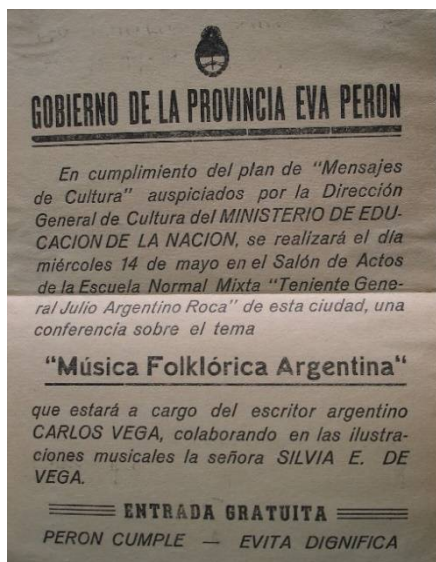 GOBIERNO DE LA PROVINCIA EVA PERON
En cumplimiento del plan de "Mensajes
de Cultura" auspiciados por la Dirección
General de Cultura del MINISTERIO DE EDU-
CACION DE LA NACION, se realizará el día
miércoles 14 de mayo en el Salón de Actos
de la Escuela Normal Mixta "Teniente Gene-
ral Julio Argentino Roca" de esta ciudad, una
conferencia sobre el tema
"Música Folklórica Argentina"
que estará a cargo del escritor argentino
CARLOS VEGA, colaborando en las ilustra-
ciones musicales la señora SILVIA E. DE
VEGA.
ENTRADA GRATUITA
PERON CUMPLE — EVITA DIGNIFICA